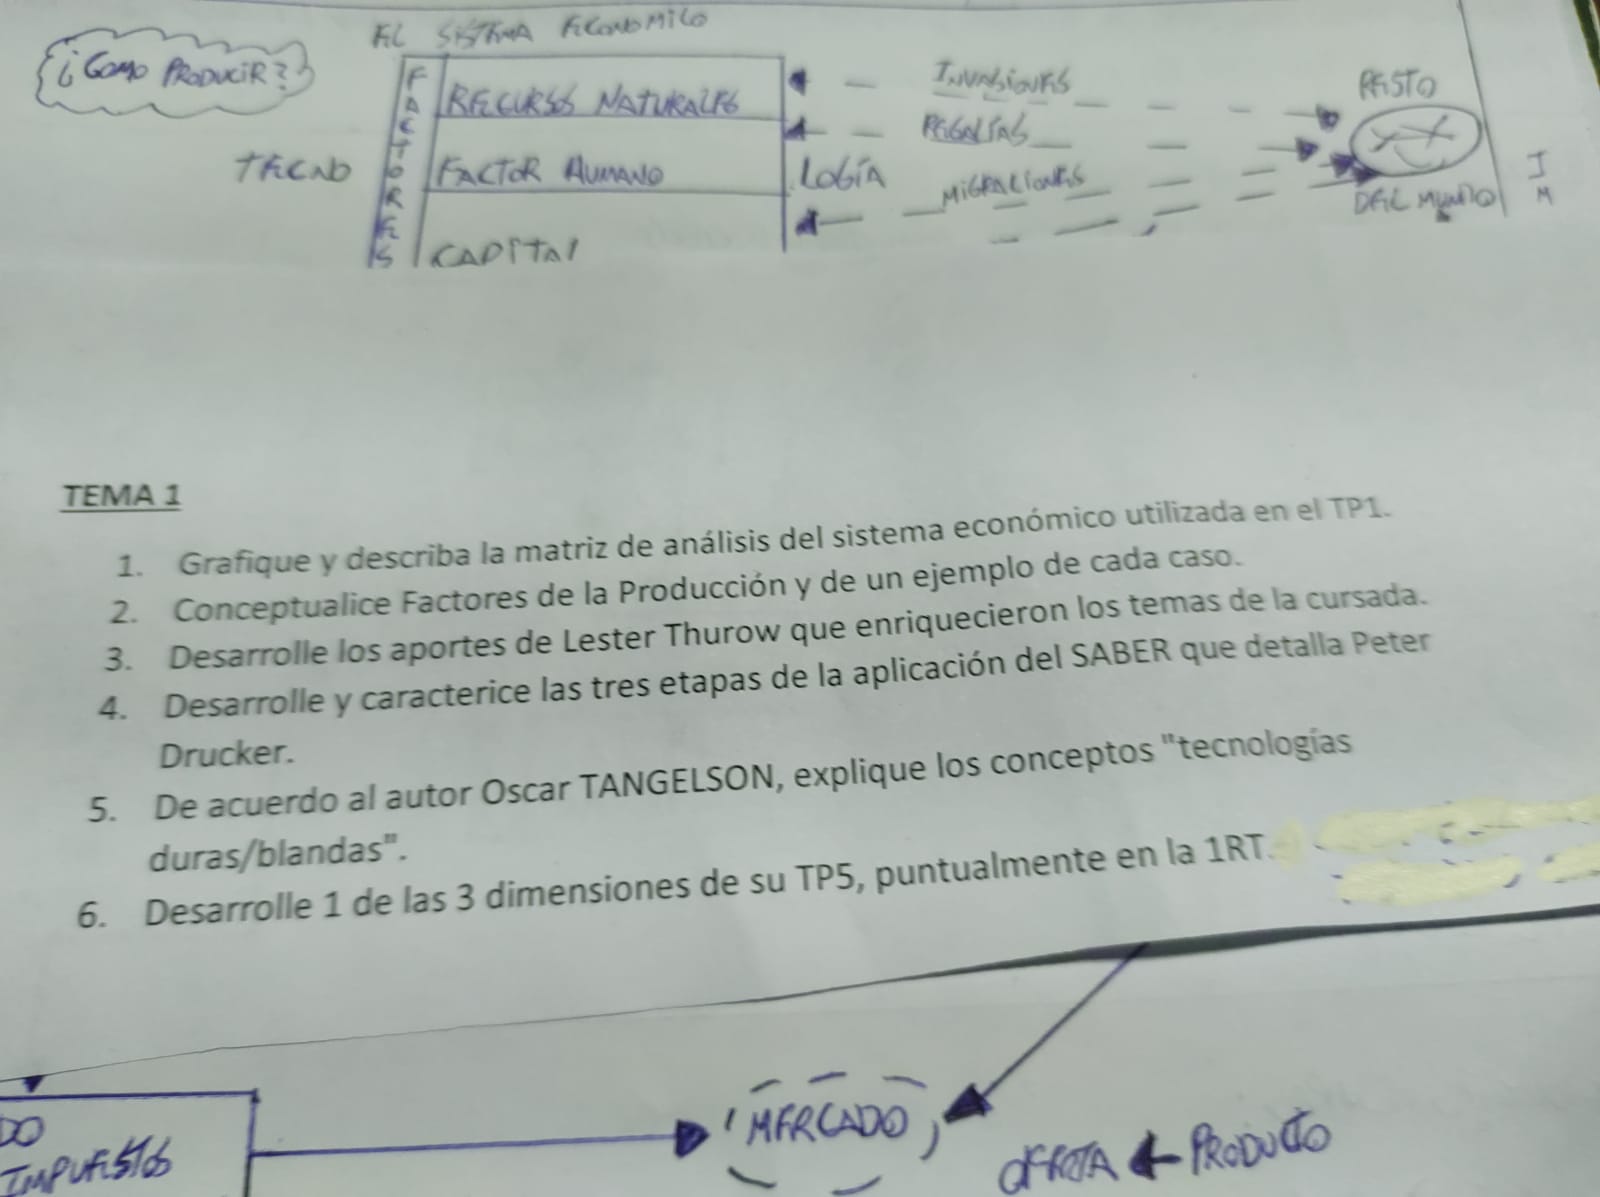 EL SISTEMA ECONOMICO
¿COMO PRODUCIR?
FACTORES
RECURSOS NATURALES
FACTOR HUMANO
CAPITAL
TECNO
LOGÍA
REGALÍAS
MIGRACIONES
RESTO
DEL MUNDO
TEMA 1
1. Grafique y describa la matriz de análisis del sistema económico utilizada en el TP1.
2. Conceptualice Factores de la Producción y de un ejemplo de cada caso.
3. Desarrolle los aportes de Lester Thurow que enriquecieron los temas de la cursada.
4. Desarrolle y caracterice las tres etapas de la aplicación del SABER que detalla Peter
Drucker.
5. De acuerdo al autor Oscar TANGELSON, explique los conceptos "tecnologías
duras/blandas".
6. Desarrolle 1 de las 3 dimensiones de su TP5, puntualmente en la 1RT.
DO
IMPUESTOS
MERCADO
OFERTA ← PRODUCTO